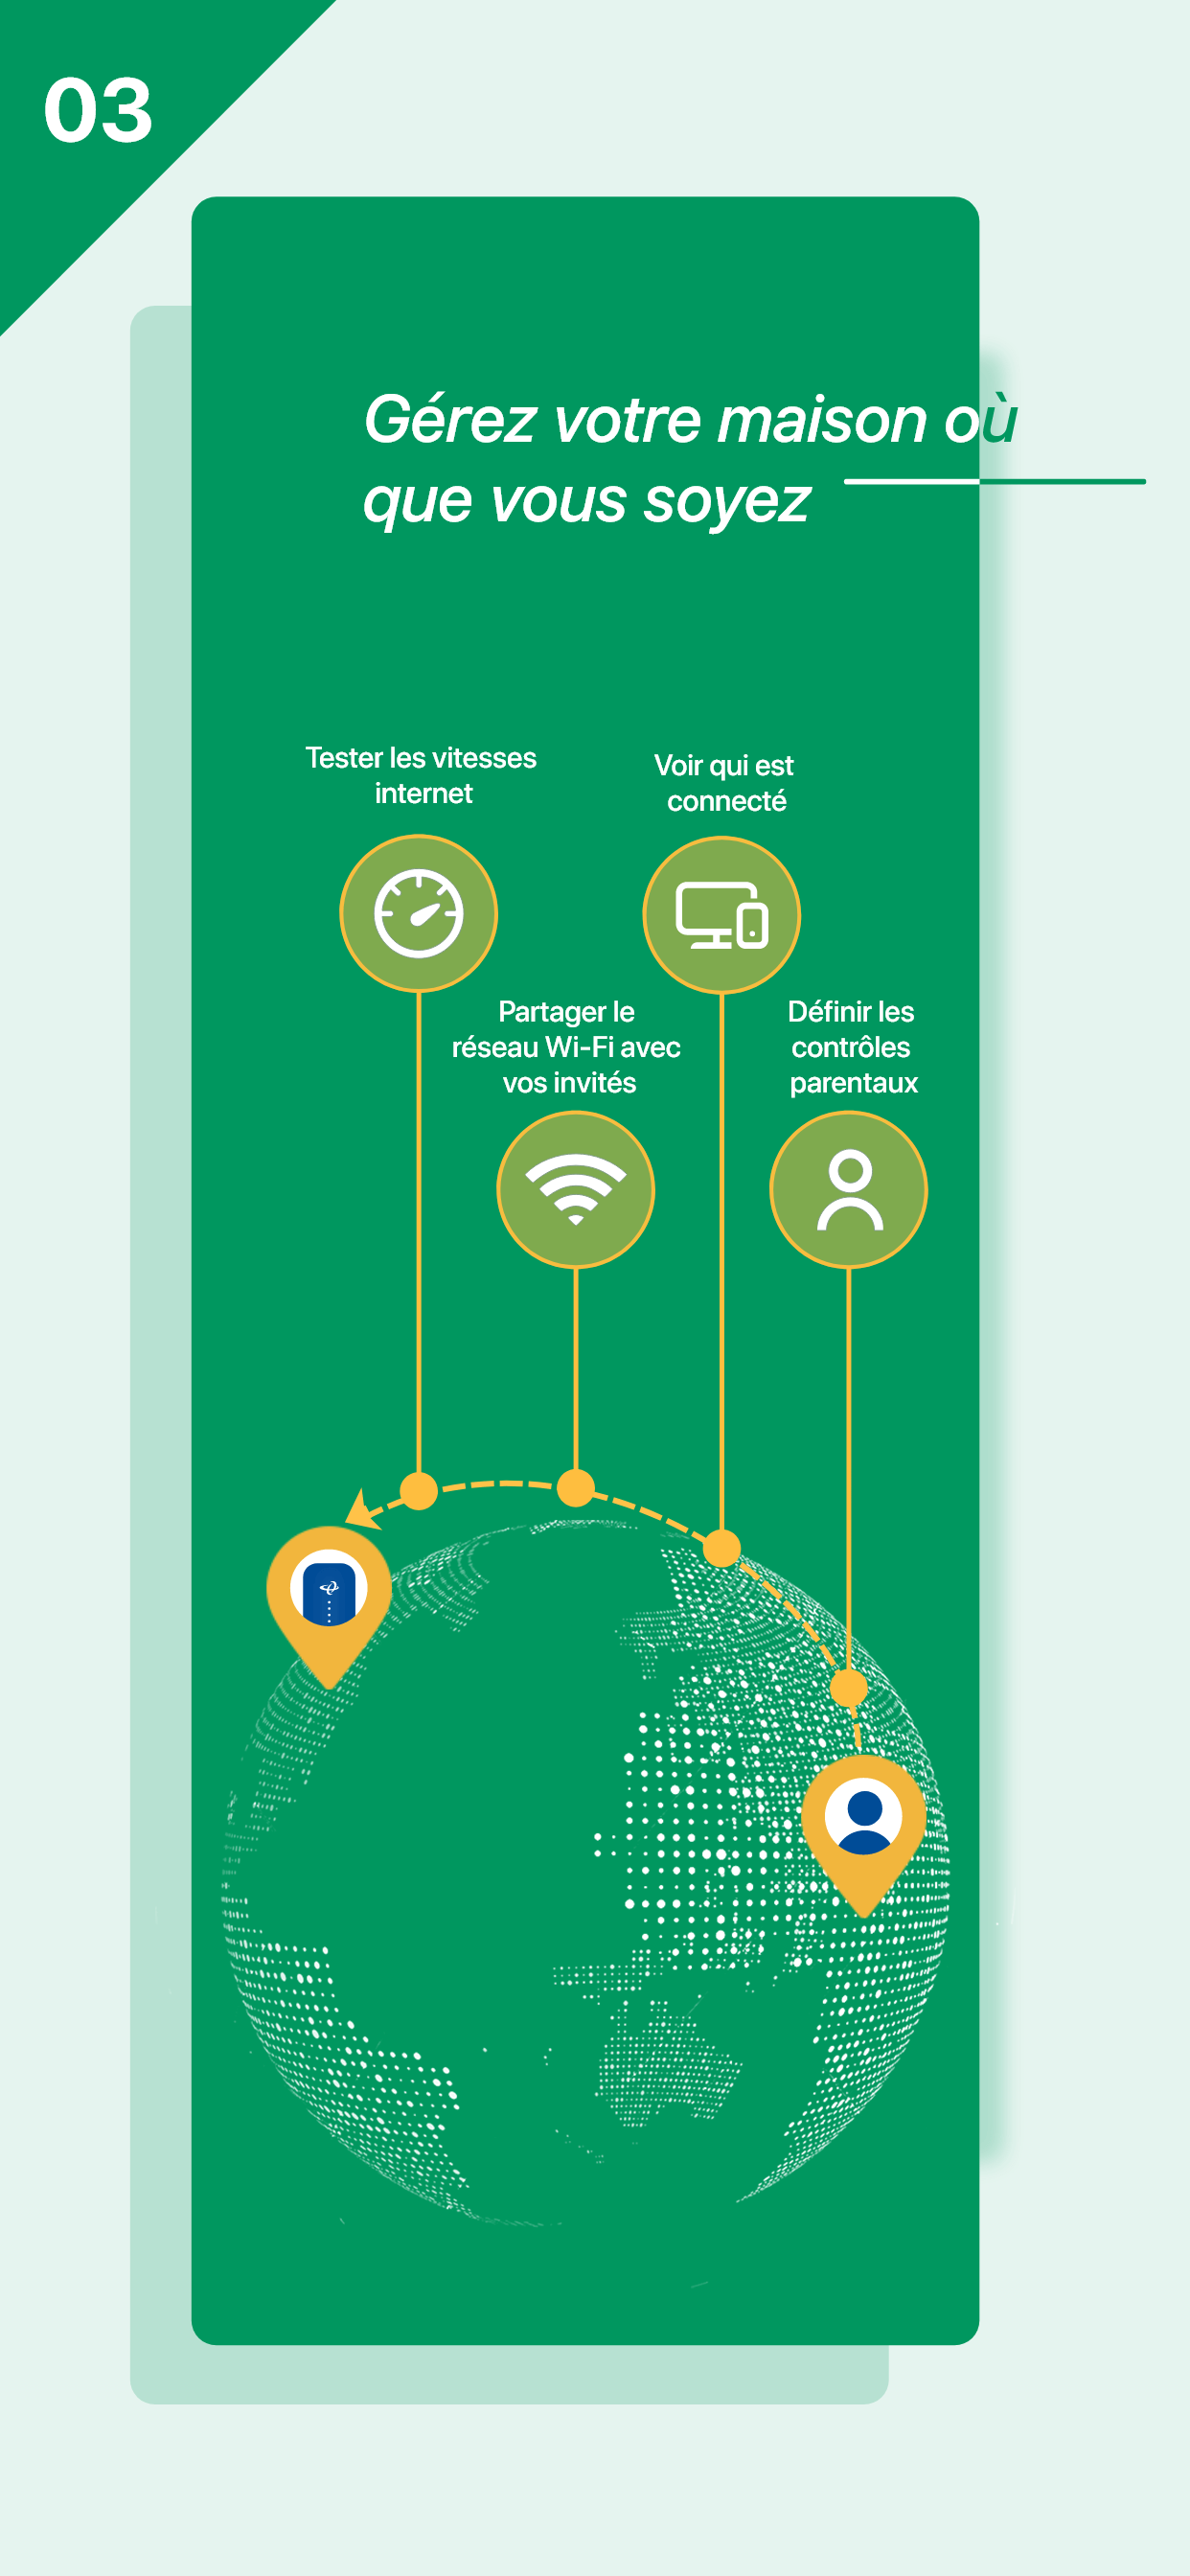 03
Gérez votre maison où
que vous soyez
Tester les vitesses
internet
Voir qui est
connecté
Partager le
réseau Wi-Fi avec
vos invités
Définir les
contrôles
parentaux